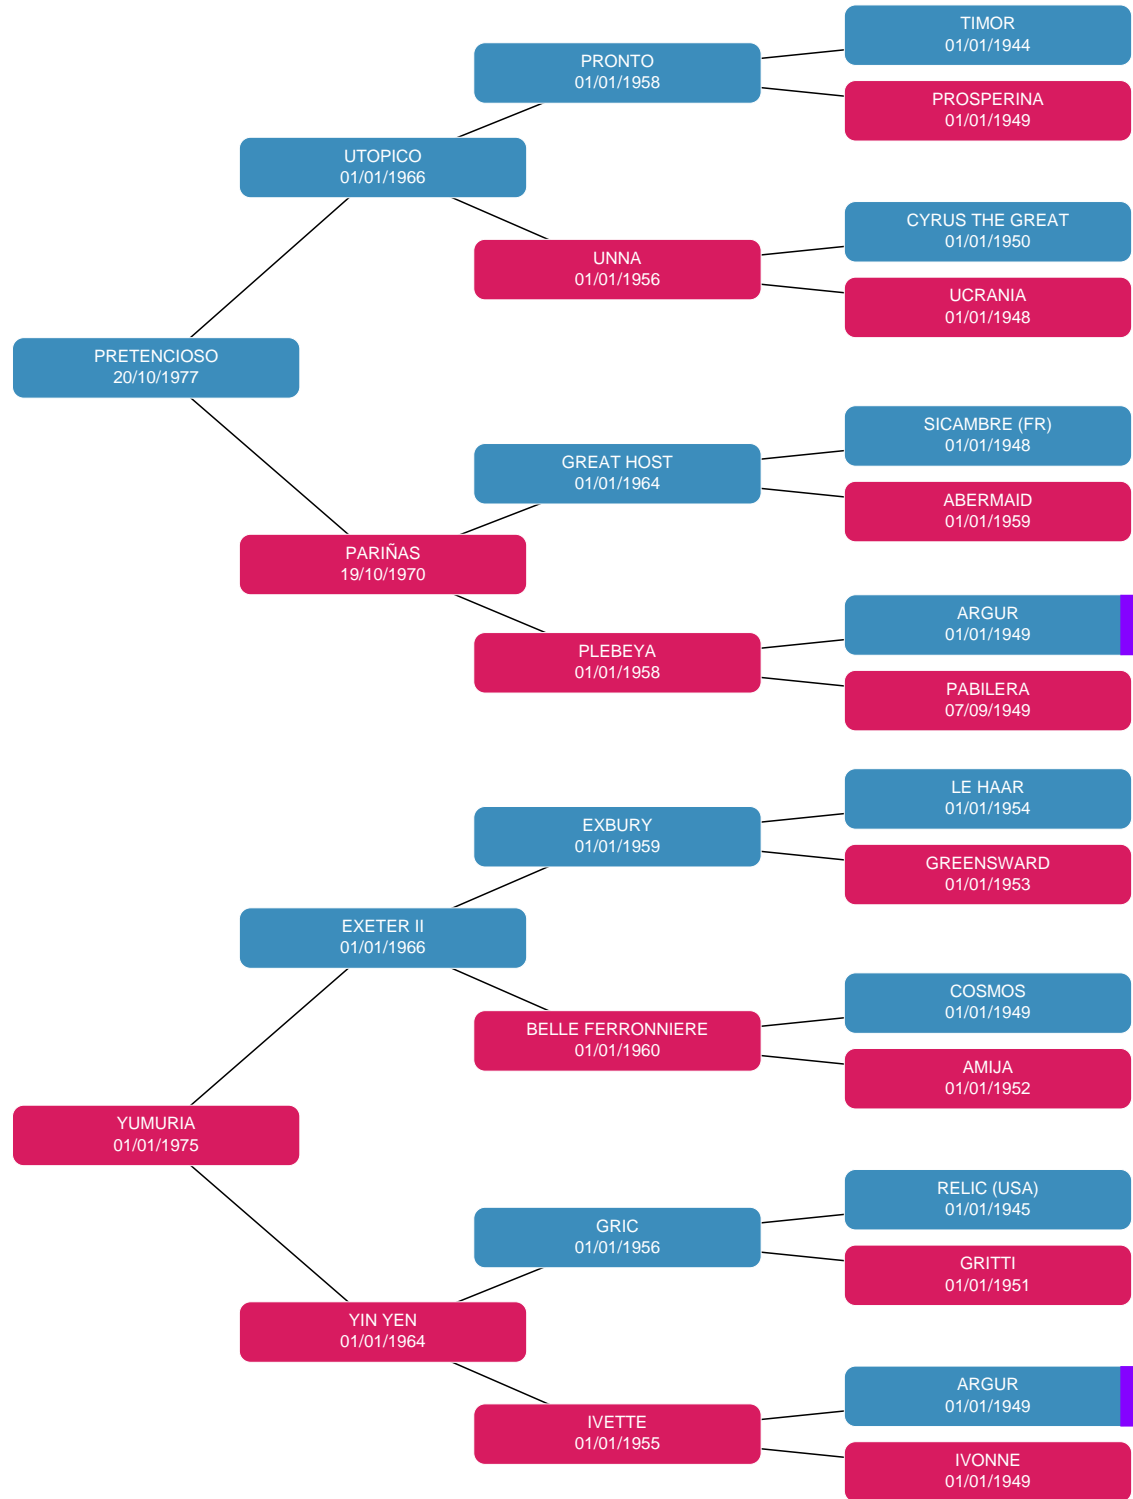 TIMOR
01/01/1944
PRONTO
01/01/1958
PROSPERINA
01/01/1949
UTOPICO
01/01/1966
CYRUS THE GREAT
01/01/1950
UNNA
01/01/1956
UCRANIA
01/01/1948
PRETENCIOSO
20/10/1977
SICAMBRE (FR)
01/01/1948
GREAT HOST
01/01/1964
ABERMAID
01/01/1959
PARIÑAS
19/10/1970
ARGUR
01/01/1949
PLEBEYA
01/01/1958
PABILERA
07/09/1949
LE HAAR
01/01/1954
EXBURY
01/01/1959
GREENSWARD
01/01/1953
EXETER II
01/01/1966
COSMOS
01/01/1949
BELLE FERRONNIERE
01/01/1960
AMIJA
01/01/1952
YUMURIA
01/01/1975
RELIC (USA)
01/01/1945
GRIC
01/01/1956
GRITTI
01/01/1951
YIN YEN
01/01/1964
ARGUR
01/01/1949
IVETTE
01/01/1955
IVONNE
01/01/1949